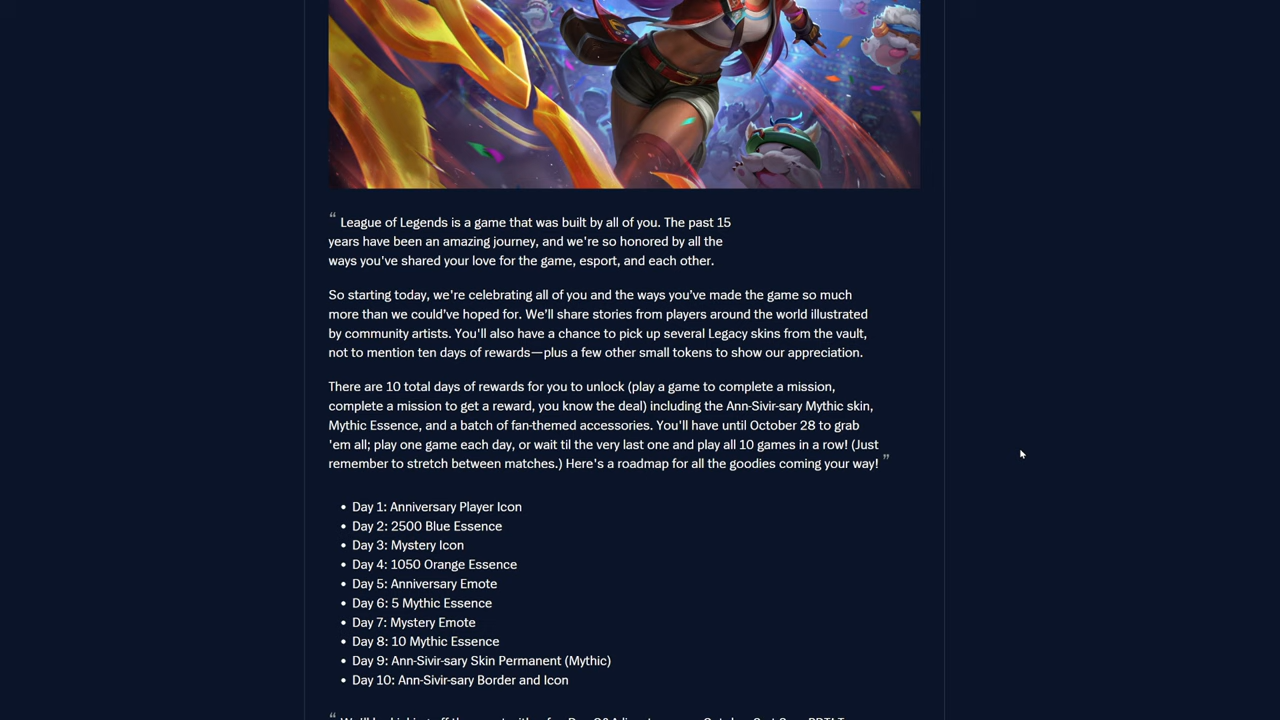 “ League of Legends is a game that was built by all of you. The past 15
years have been an amazing journey, and we're so honored by all the
ways you've shared your love for the game, esport, and each other.
So starting today, we're celebrating all of you and the ways you’ve made the game so much
more than we could’ve hoped for. We’ll share stories from players around the world illustrated
by community artists. You'll also have a chance to pick up several Legacy skins from the vault,
not to mention ten days of rewards—plus a few other small tokens to show our appreciation.
There are 10 total days of rewards for you to unlock (play a game to complete a mission,
complete a mission to get a reward, you know the deal) including the Ann-Sivir-sary Mythic skin,
Mythic Essence, and a batch of fan-themed accessories. You'll have until October 28 to grab
'em all; play one game each day, or wait til the very last one and play all 10 games in a row! (Just
remember to stretch between matches.) Here's a roadmap for all the goodies coming your way! ”
• Day 1: Anniversary Player Icon
• Day 2: 2500 Blue Essence
• Day 3: Mystery Icon
• Day 4: 1050 Orange Essence
• Day 5: Anniversary Emote
• Day 6: 5 Mythic Essence
• Day 7: Mystery Emote
• Day 8: 10 Mythic Essence
• Day 9: Ann-Sivir-sary Skin Permanent (Mythic)
• Day 10: Ann-Sivir-sary Border and Icon